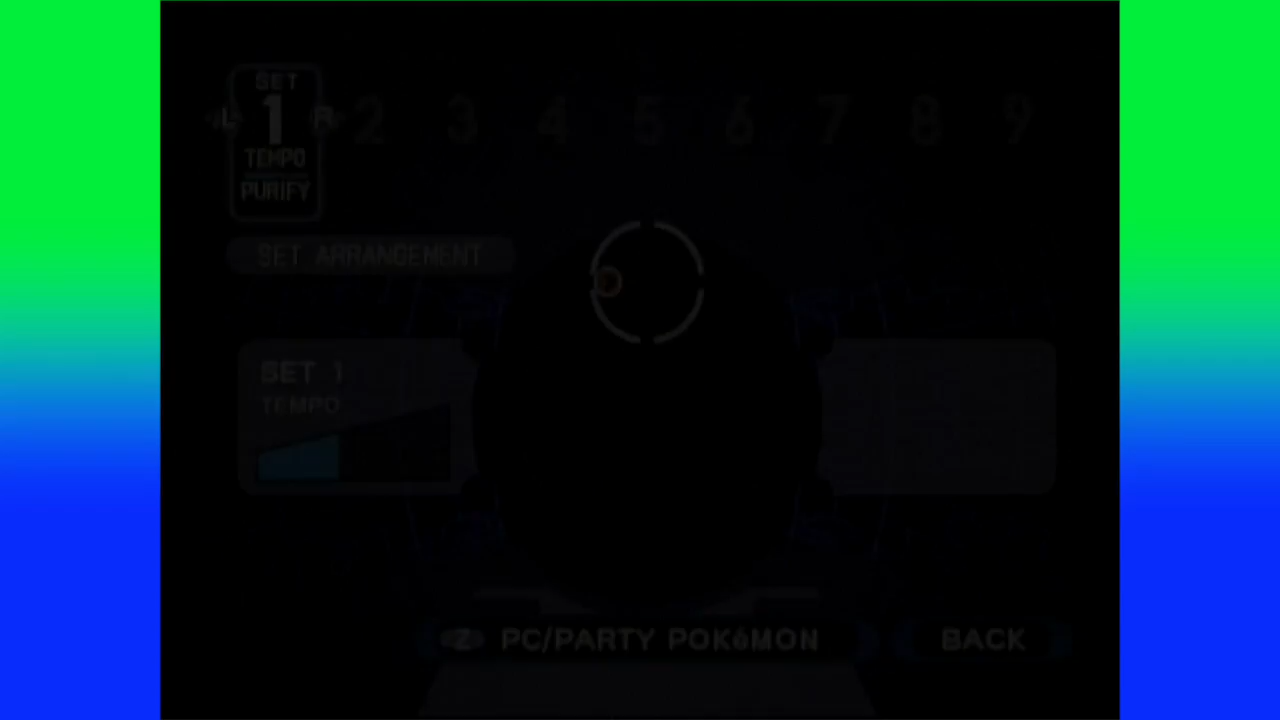 SET
L 1 R 2 3 4 5 6 7 8 9
TEMPO
PURIFY
SET ARRANGEMENT
SET 1
TEMPO
Z PC/PARTY POKéMON BACK